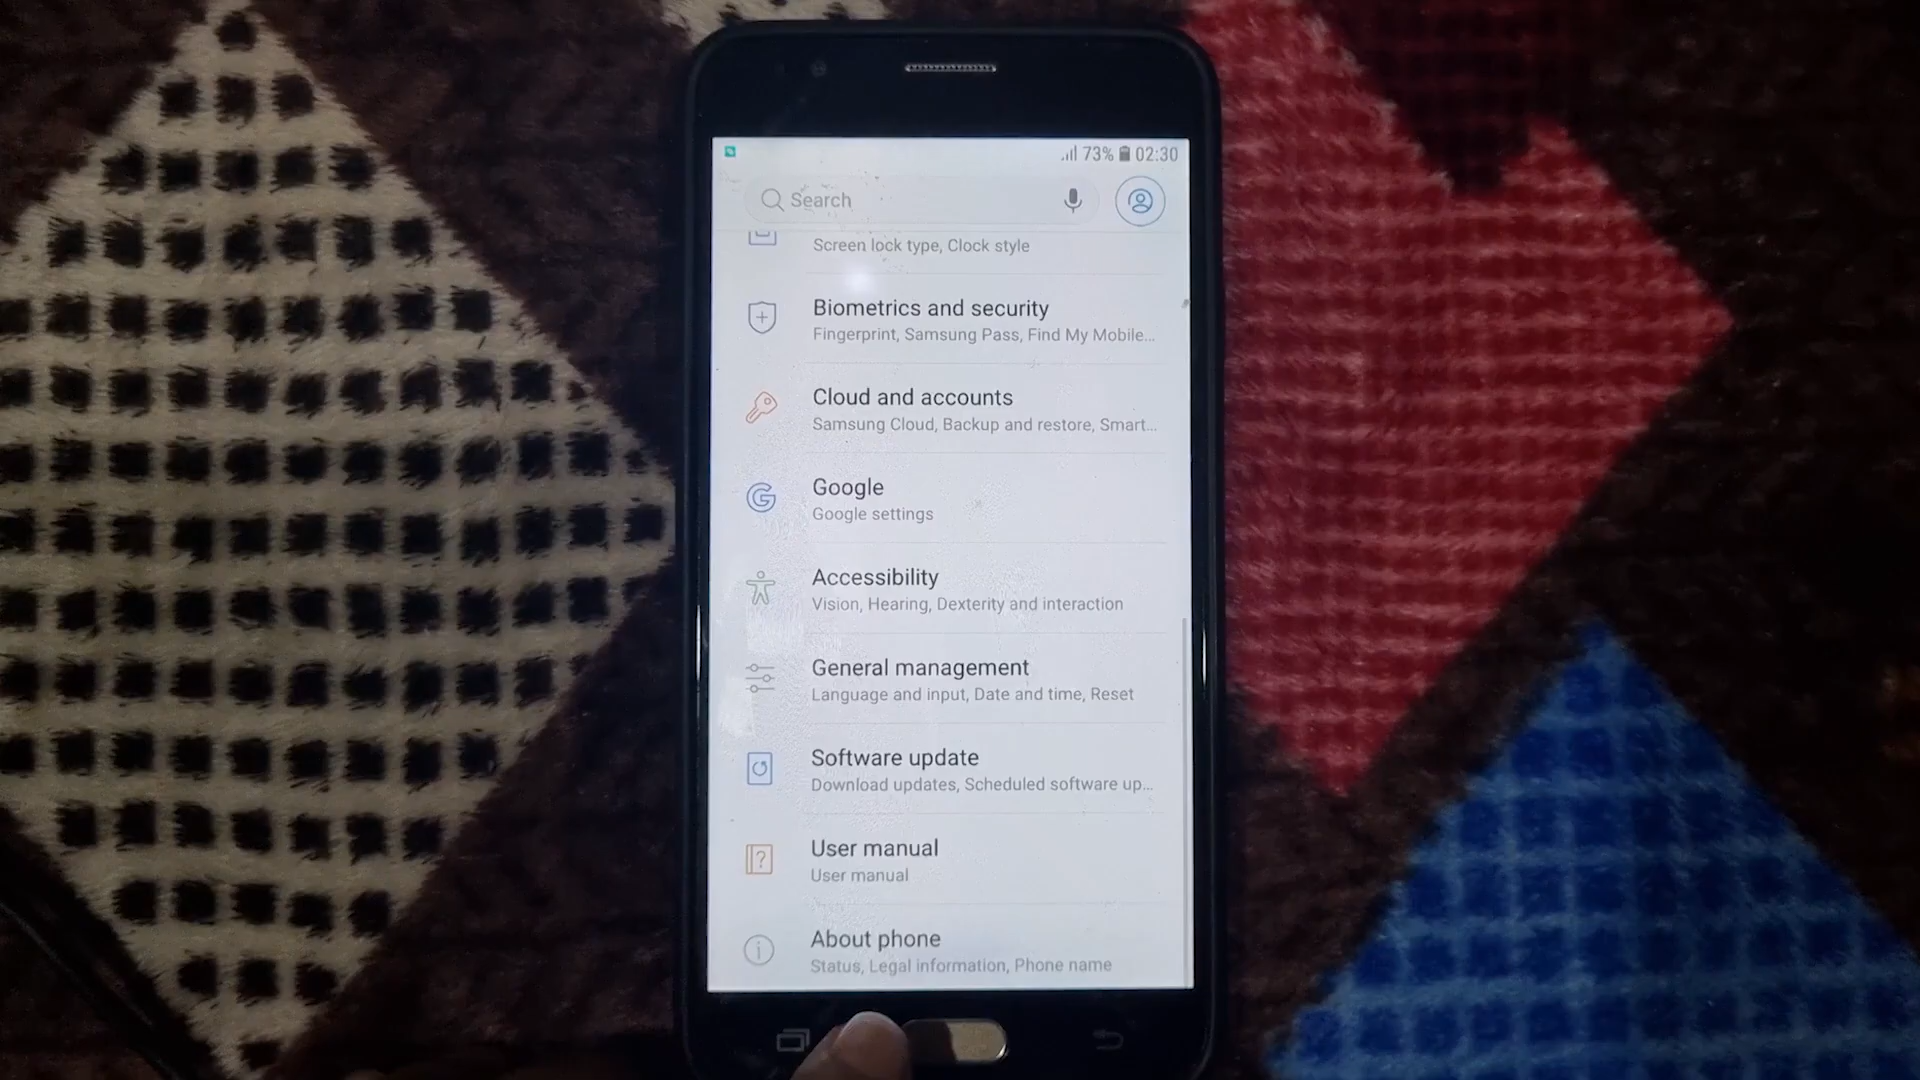 73% 02:30
Search
Screen lock type, Clock style
Biometrics and security
Fingerprint, Samsung Pass, Find My Mobile...
Cloud and accounts
Samsung Cloud, Backup and restore, Smart...
Google
Google settings
Accessibility
Vision, Hearing, Dexterity and interaction
General management
Language and input, Date and time, Reset
Software update
Download updates, Scheduled software up...
User manual
User manual
About phone
Status, Legal information, Phone name